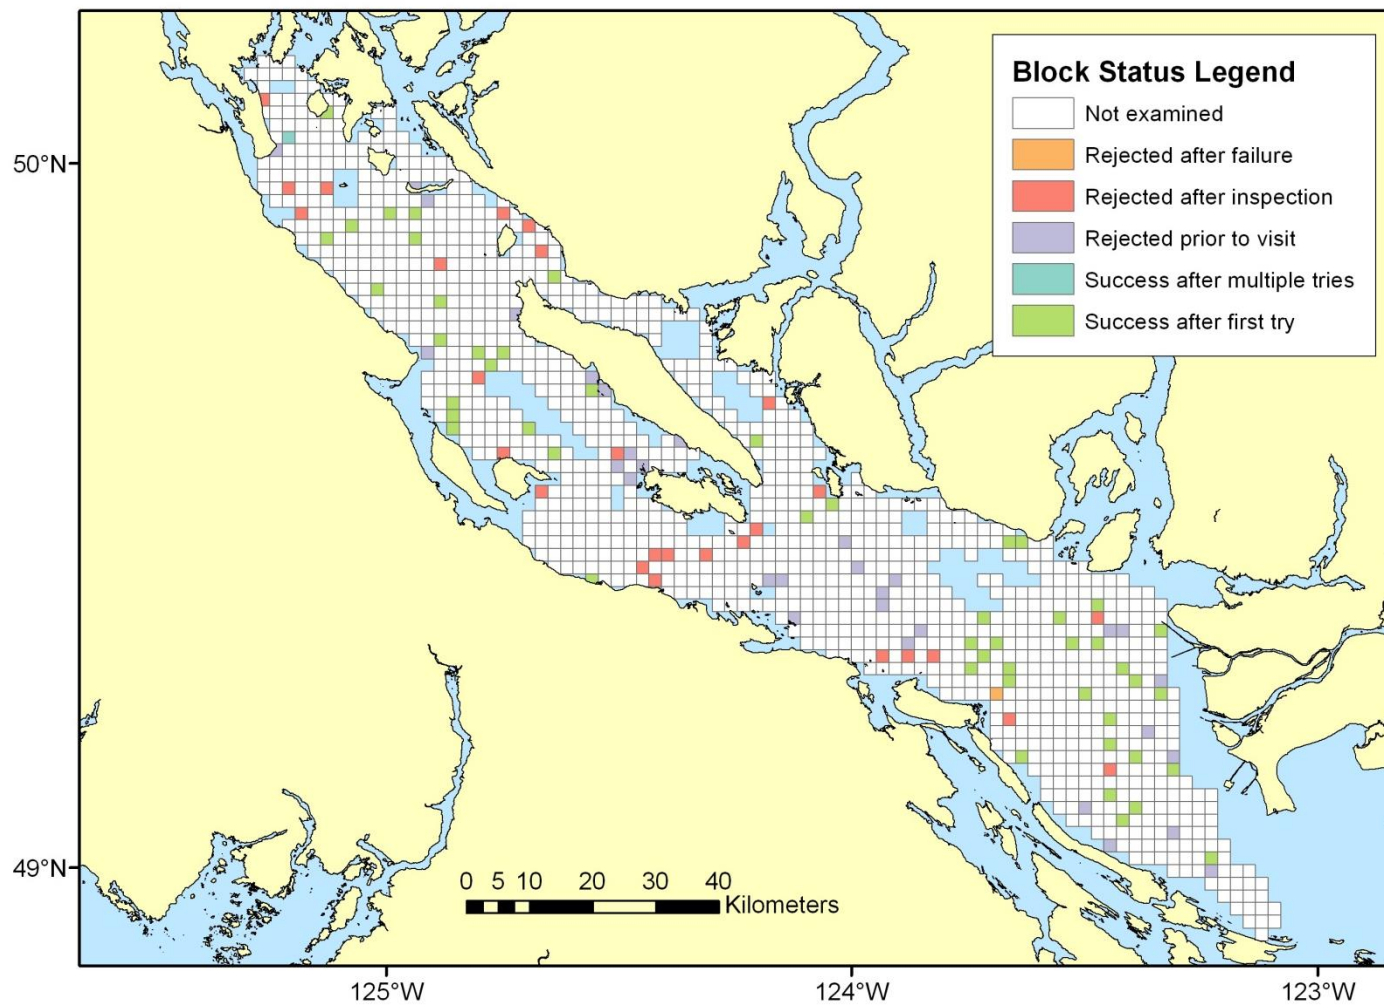 Block Status Legend
Not examined
Rejected after failure
Rejected after inspection
Rejected prior to visit
Success after multiple tries
Success after first try
50°N
49°N
0 5 10 20 30 40
Kilometers
125°W 124°W 123°W